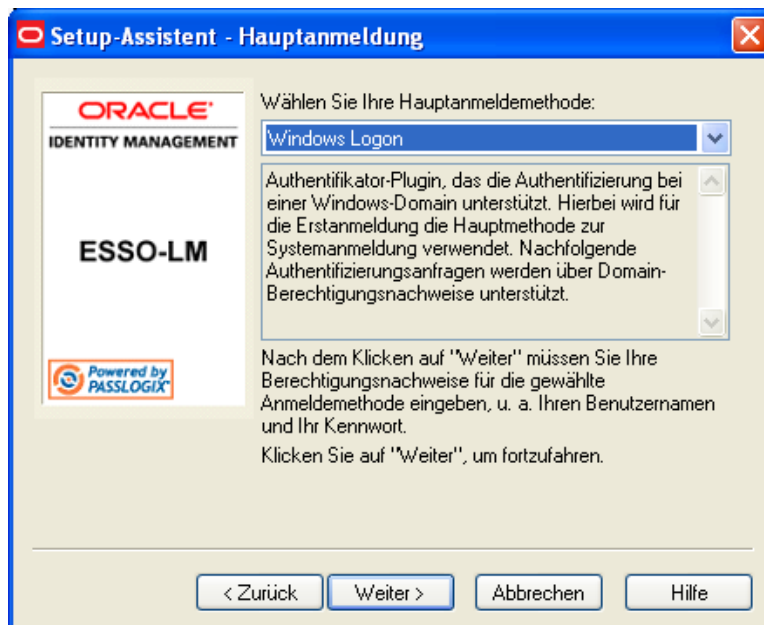 Setup-Assistent - Hauptanmeldung
ORACLE
IDENTITY MANAGEMENT
ESSO-LM
Powered by
PASSLOGIX
Wählen Sie Ihre Hauptanmeldemethode:
Windows Logon
Authentifikator-Plugin, das die Authentifizierung bei
einer Windows-Domain unterstützt. Hierbei wird für
die Erstanmeldung die Hauptmethode zur
Systemanmeldung verwendet. Nachfolgende
Authentifizierungsanfragen werden über Domain-
Berechtigungsnachweise unterstützt.
Nach dem Klicken auf "Weiter" müssen Sie Ihre
Berechtigungsnachweise für die gewählte
Anmeldemethode eingeben, u. a. Ihren Benutzernamen
und Ihr Kennwort.
Klicken Sie auf "Weiter", um fortzufahren.
< Zurück
Weiter >
Abbrechen
Hilfe